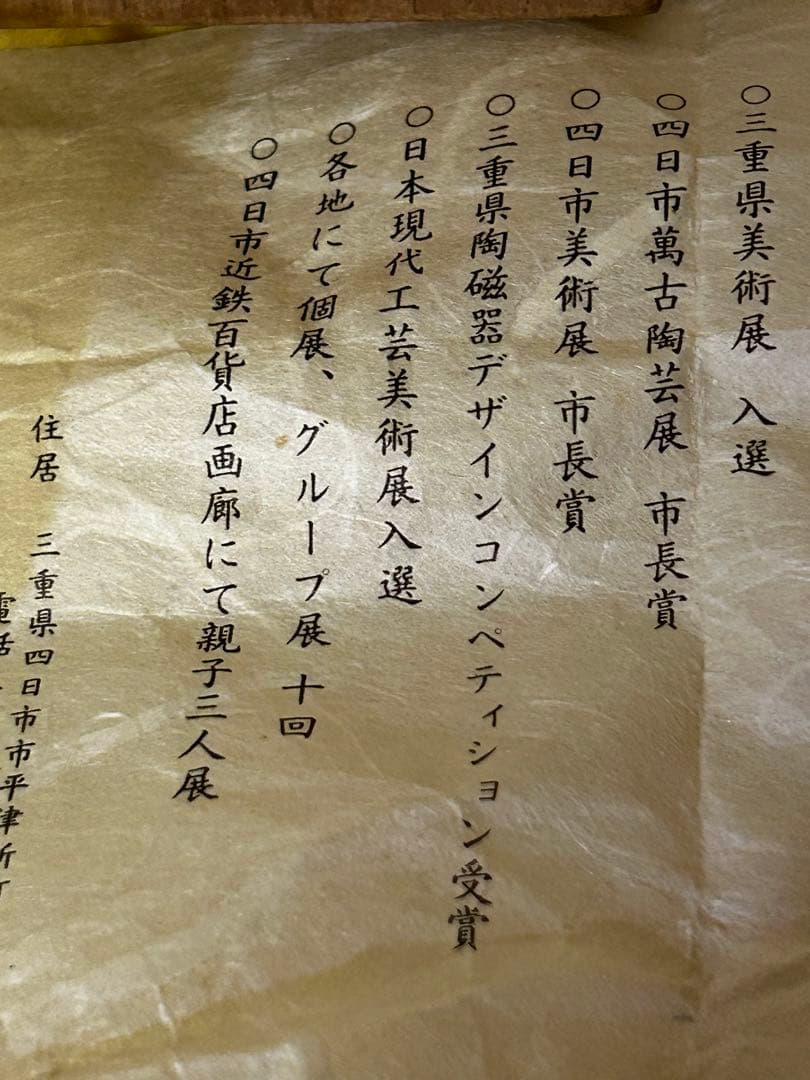 ○三重県美術展 入選
○四日市萬古陶芸展 市長賞
○四日市美術展 市長賞
○三重県陶磁器デザインコンペティション受賞
○日本現代工芸美術展入選
○各地にて個展、グループ展 十回
○四日市近鉄百貨店画廊にて親子三人展
住居 三重県四日市市平津新町
電話